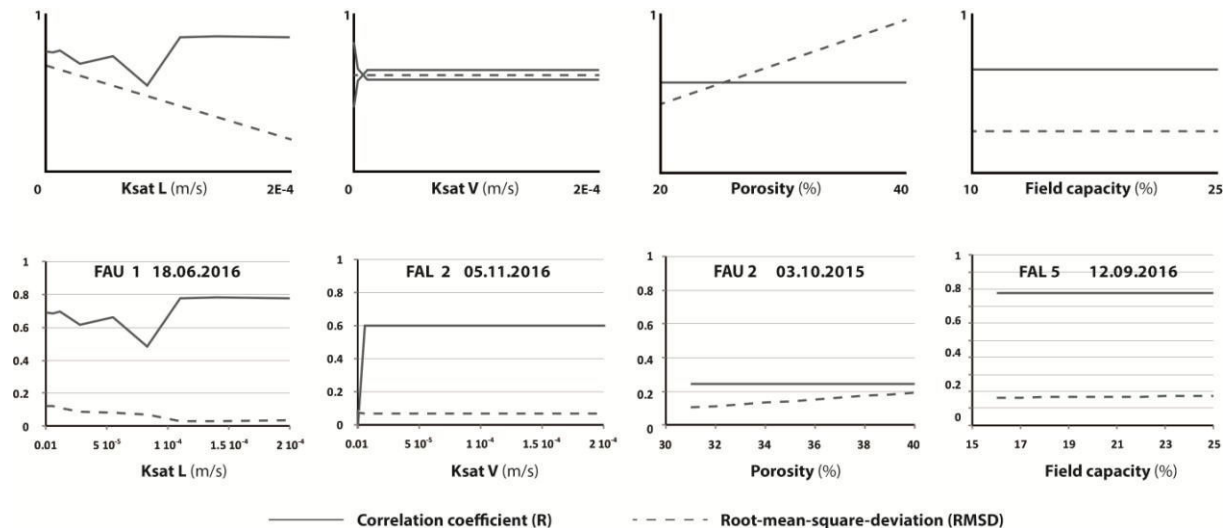 1 1 1 1
0 Ksat L (m/s) 2E-4
0 Ksat V (m/s) 2E-4
20 Porosity (%) 40
10 Field capacity (%) 25
FAU 1 18.06.2016
1
0.8
0.6
0.4
0.2
0
0.01 5 10⁻⁵ 1 10⁻⁴ 1.5 10⁻⁴ 2 10⁻⁴
Ksat L (m/s)
FAL 2 05.11.2016
1
0.8
0.6
0.4
0.2
0
0.01 5 10⁻⁵ 1 10⁻⁴ 1.5 10⁻⁴ 2 10⁻⁴
Ksat V (m/s)
FAU 2 03.10.2015
1
0.8
0.6
0.4
0.2
0
30 32 34 36 38 40
Porosity (%)
FAL 5 12.09.2016
1
0.8
0.6
0.4
0.2
0
15 17 19 21 23 25
Field capacity (%)
Correlation coefficient (R) Root-mean-square-deviation (RMSD)